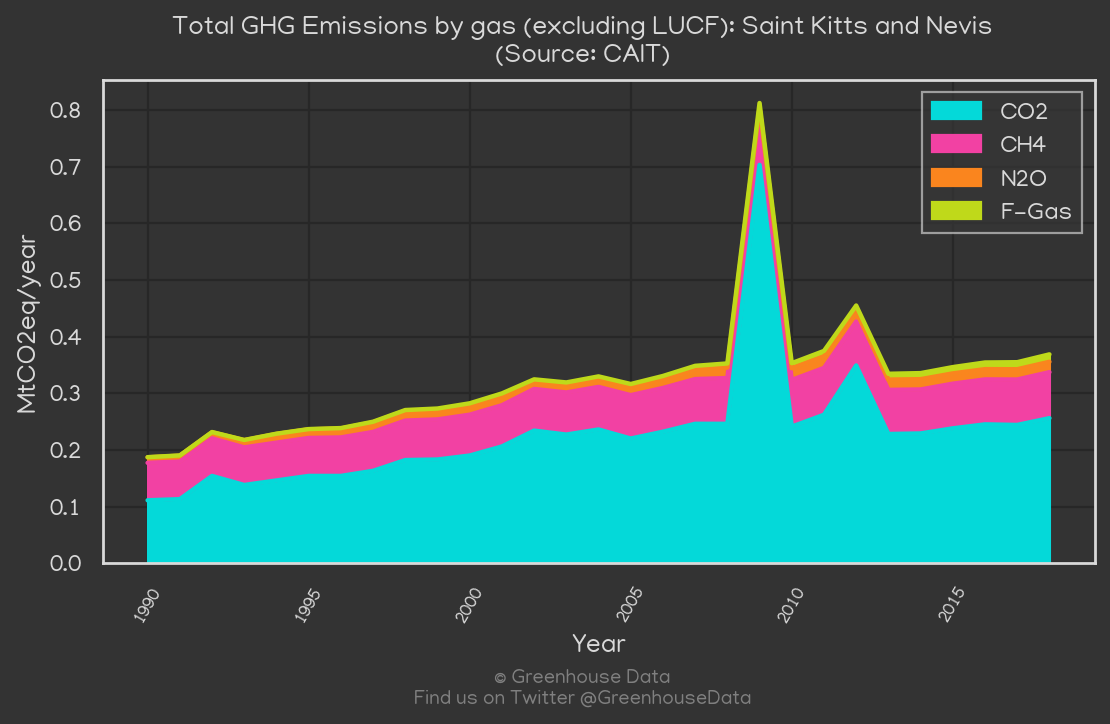 Total GHG Emissions by gas (excluding LUCF): Saint Kitts and Nevis
(Source: CAIT)
0.8
0.7
0.6
0.5
0.4
0.3
0.2
0.1
0.0
MtCO2eq/year
CO2
CH4
N2O
F-Gas
1990
1995
2000
2005
2010
2015
Year
© Greenhouse Data
Find us on Twitter @GreenhouseData